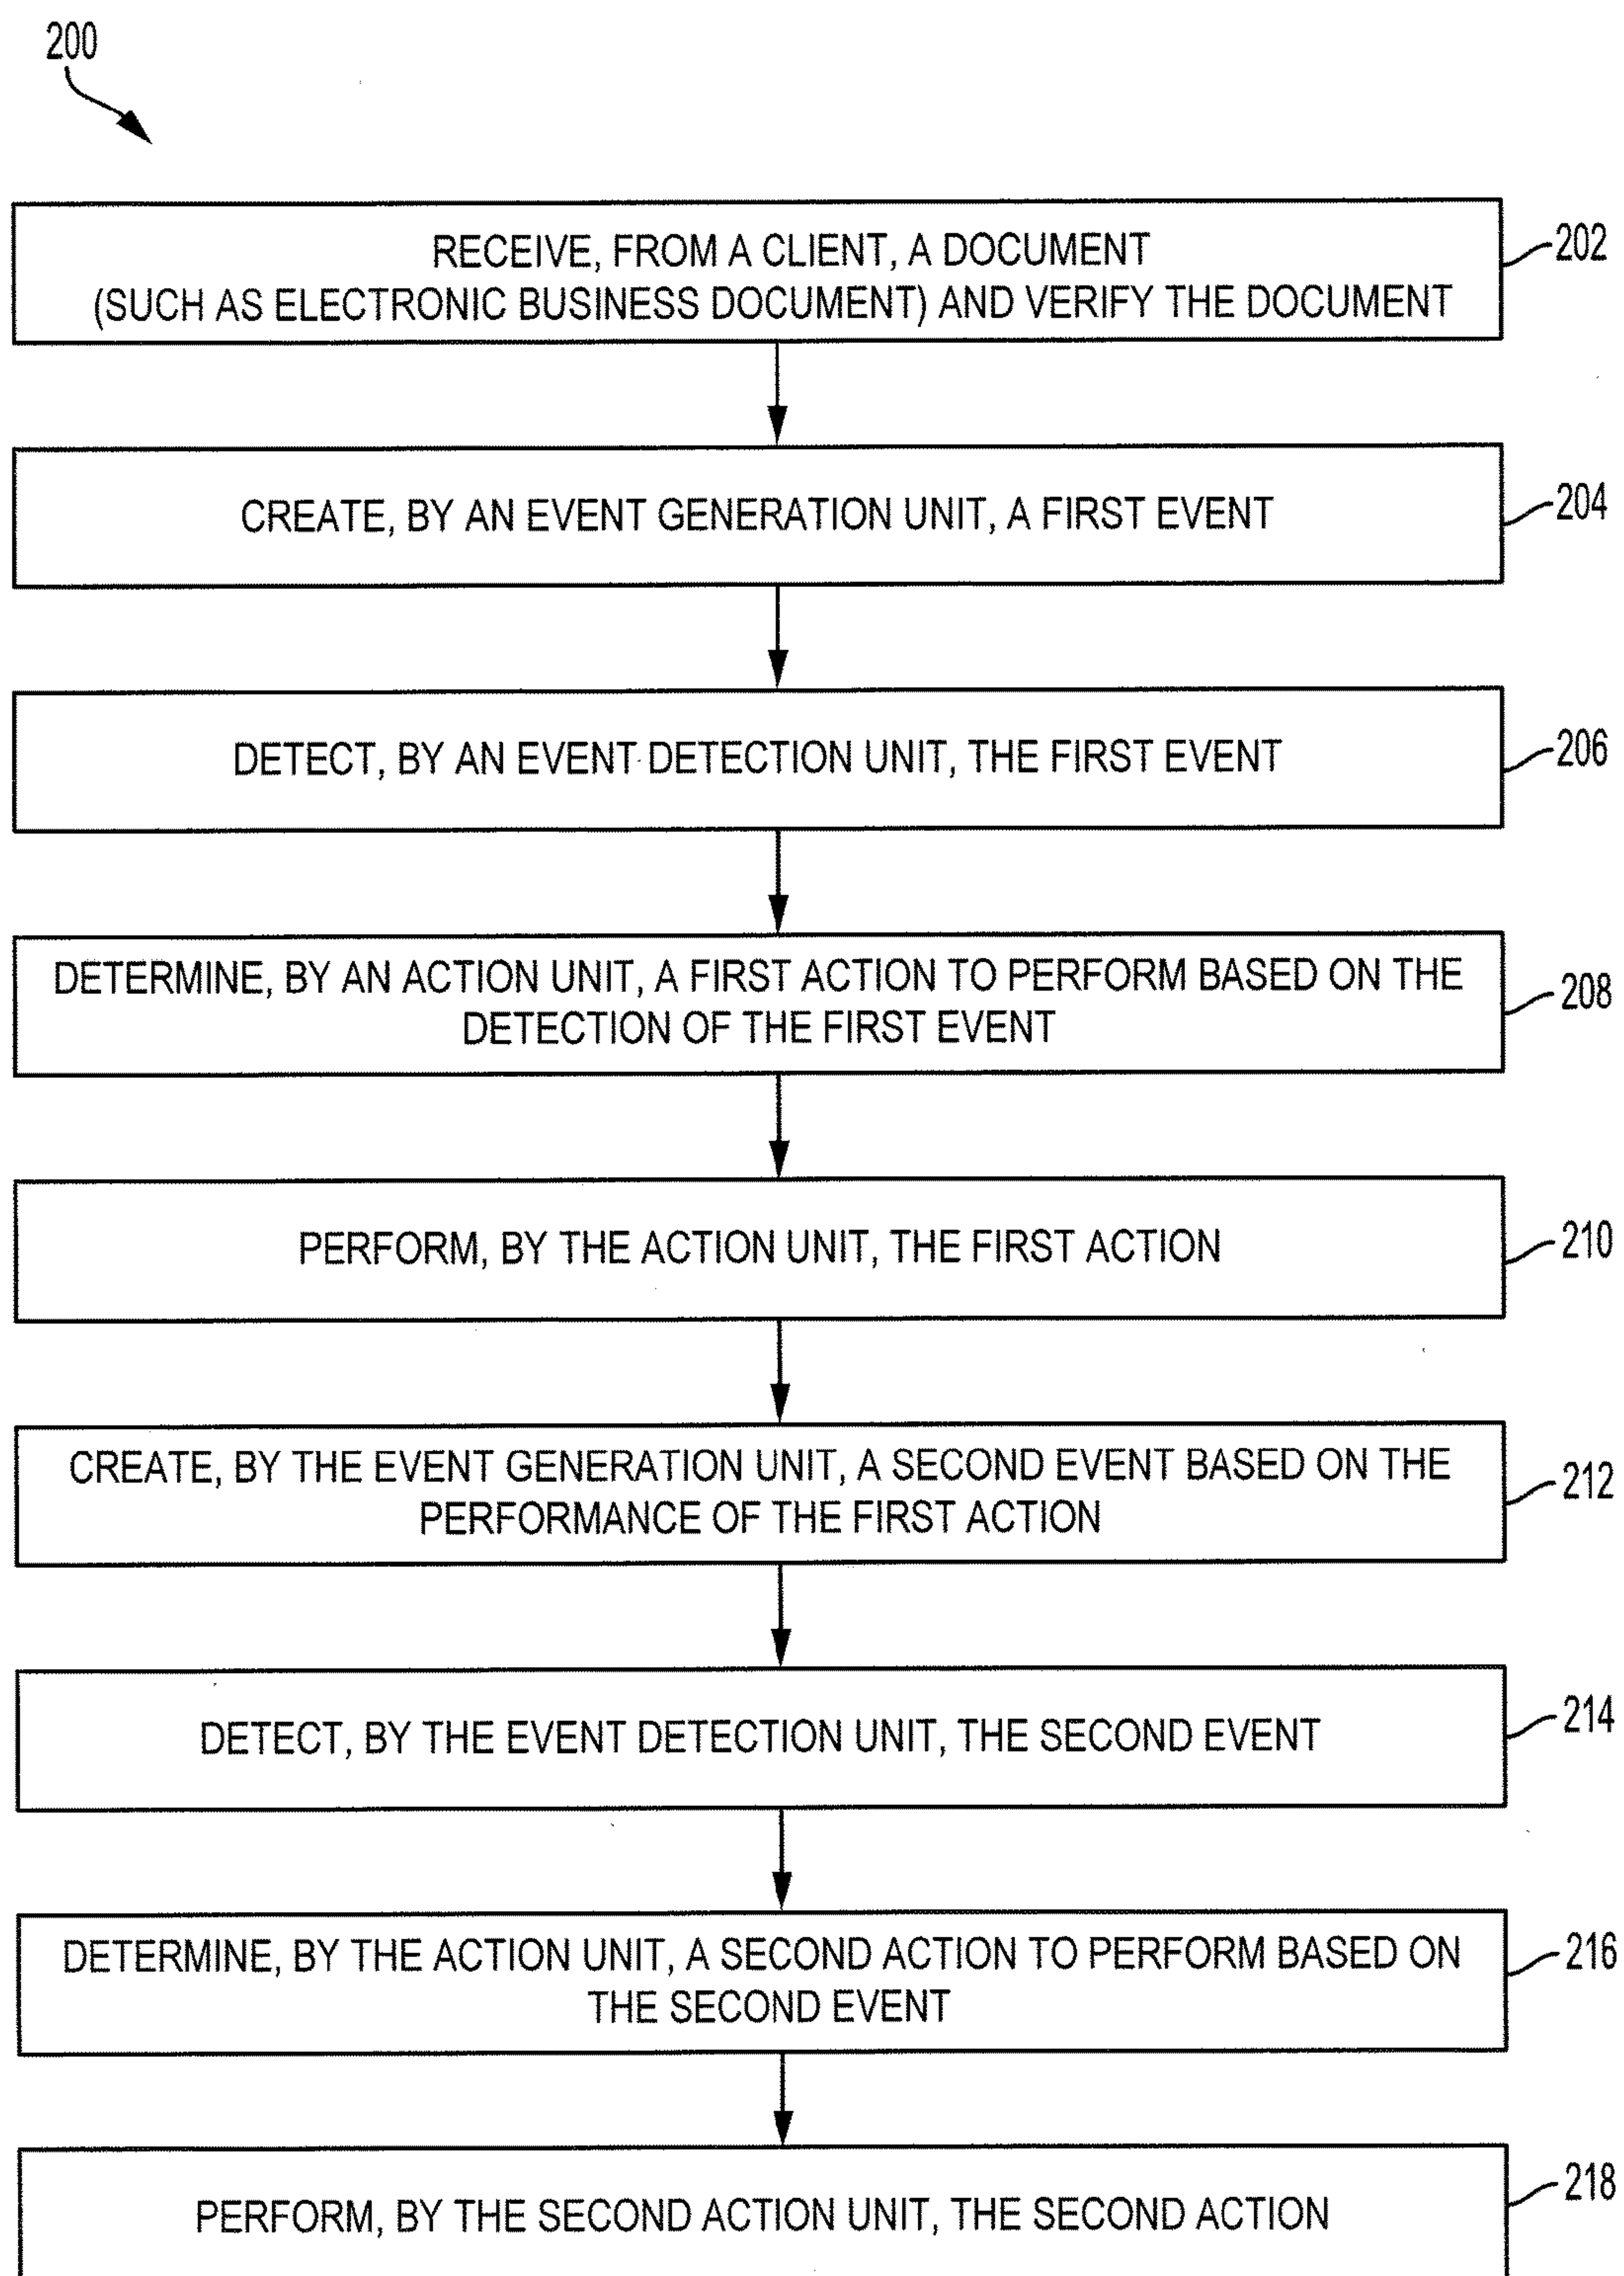 200
RECEIVE, FROM A CLIENT, A DOCUMENT
(SUCH AS ELECTRONIC BUSINESS DOCUMENT) AND VERIFY THE DOCUMENT
202
CREATE, BY AN EVENT GENERATION UNIT, A FIRST EVENT
204
DETECT, BY AN EVENT DETECTION UNIT, THE FIRST EVENT
206
DETERMINE, BY AN ACTION UNIT, A FIRST ACTION TO PERFORM BASED ON THE
DETECTION OF THE FIRST EVENT
208
PERFORM, BY THE ACTION UNIT, THE FIRST ACTION
210
CREATE, BY THE EVENT GENERATION UNIT, A SECOND EVENT BASED ON THE
PERFORMANCE OF THE FIRST ACTION
212
DETECT, BY THE EVENT DETECTION UNIT, THE SECOND EVENT
214
DETERMINE, BY THE ACTION UNIT, A SECOND ACTION TO PERFORM BASED ON
THE SECOND EVENT
216
PERFORM, BY THE SECOND ACTION UNIT, THE SECOND ACTION
218